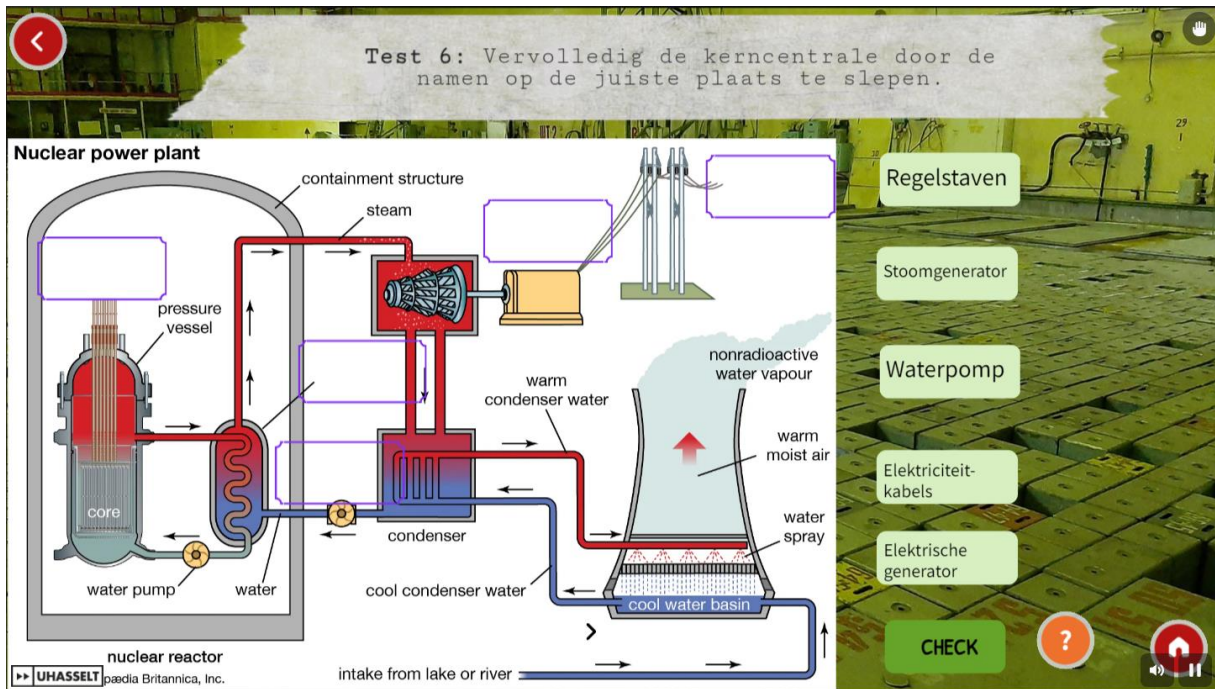 Test 6: Vervolledig de kerncentrale door de
namen op de juiste plaats te slepen.
Nuclear power plant
containment structure
steam
pressure
vessel
core
water pump
water
condenser
warm
condenser water
cool condenser water
nonradioactive
water vapour
warm
moist air
water
spray
cool water basin
intake from lake or river
nuclear reactor
UHASSELT
pædia Britannica, Inc.
Regelstaven
Stoomgenerator
Waterpomp
Elektriciteit-
kabels
Elektrische
generator
CHECK
?
29